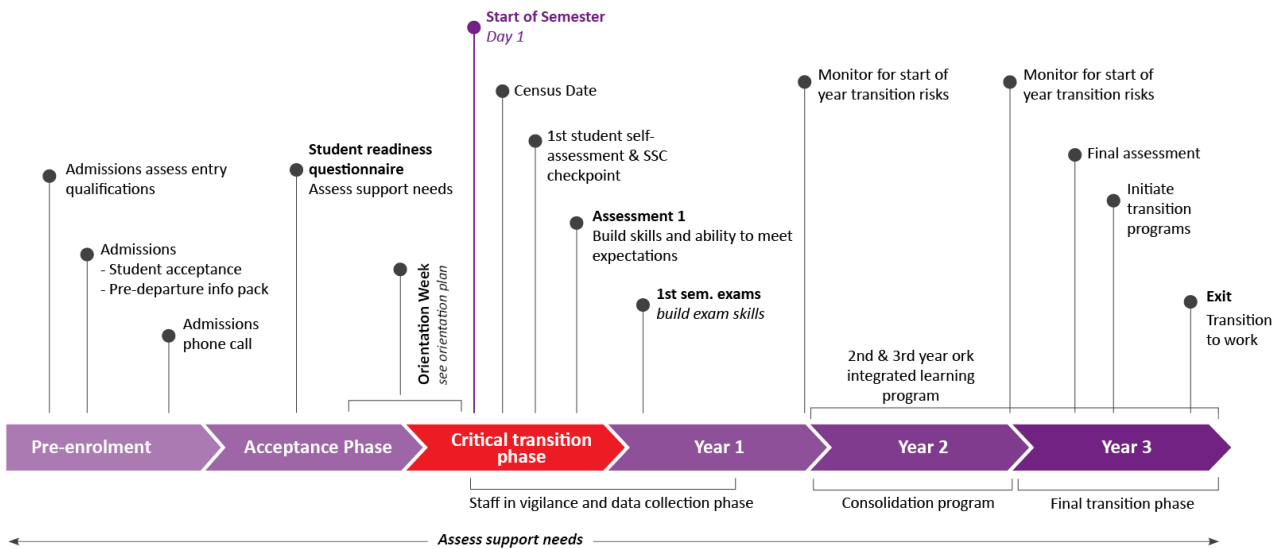 Start of Semester
Day 1
Census Date
1st student self-
assessment & SSC
checkpoint
Assessment 1
Build skills and ability to meet
expectations
1st sem. exams
build exam skills
Monitor for start of
year transition risks
Monitor for start of
year transition risks
Final assessment
Initiate
transition
programs
Exit
Transition
to work
Admissions assess entry
qualifications
Admissions
- Student acceptance
- Pre-departure info pack
Admissions
phone call
Student readiness
questionnaire
Assess support needs
Orientation Week
see orientation plan
2nd & 3rd year ork
integrated learning
program
Pre-enrolment
Acceptance Phase
Critical transition
phase
Year 1
Year 2
Year 3
Staff in vigilance and data collection phase
Consolidation program
Final transition phase
Assess support needs